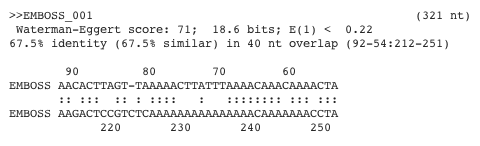 >>EMBOSS_001 (321 nt)
Waterman-Eggert score: 71; 18.6 bits; E(1) < 0.22
67.5% identity (67.5% similar) in 40 nt overlap (92-54:212-251)
90 80 70 60
EMBOSS AACACTTAGT-TAAAAACTTATTTAAAACAAACAAAACTA
:: ::: :: : :::: : :::::::: ::: :::
EMBOSS AAGACTCCGTCTCAAAAAAAAAAAAAAAACAAAAAAACCTA
220 230 240 250